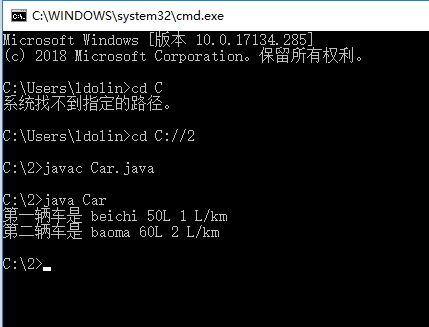 C:\WINDOWS\system32\cmd.exe
Microsoft Windows [版本 10.0.17134.285]
(c) 2018 Microsoft Corporation。保留所有权利。
C:\Users\ldolin>cd C
系统找不到指定的路径。
C:\Users\ldolin>cd C://2
C:\2>javac Car.java
C:\2>java Car
第一辆车是 beichi 50L 1 L/km
第二辆车是 baoma 60L 2 L/km
C:\2>